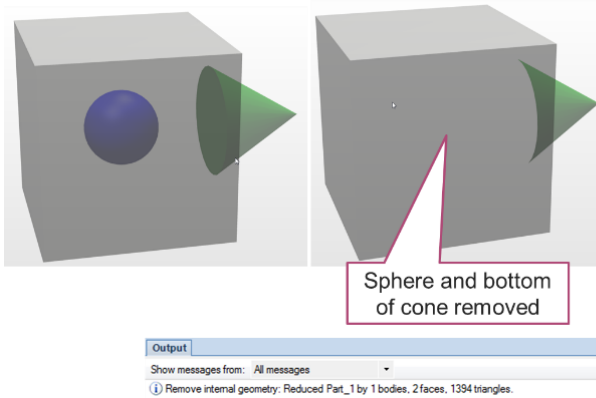 Sphere and bottom
of cone removed
Output
Show messages from: All messages
Remove internal geometry: Reduced Part_1 by 1 bodies, 2 faces, 1394 triangles.